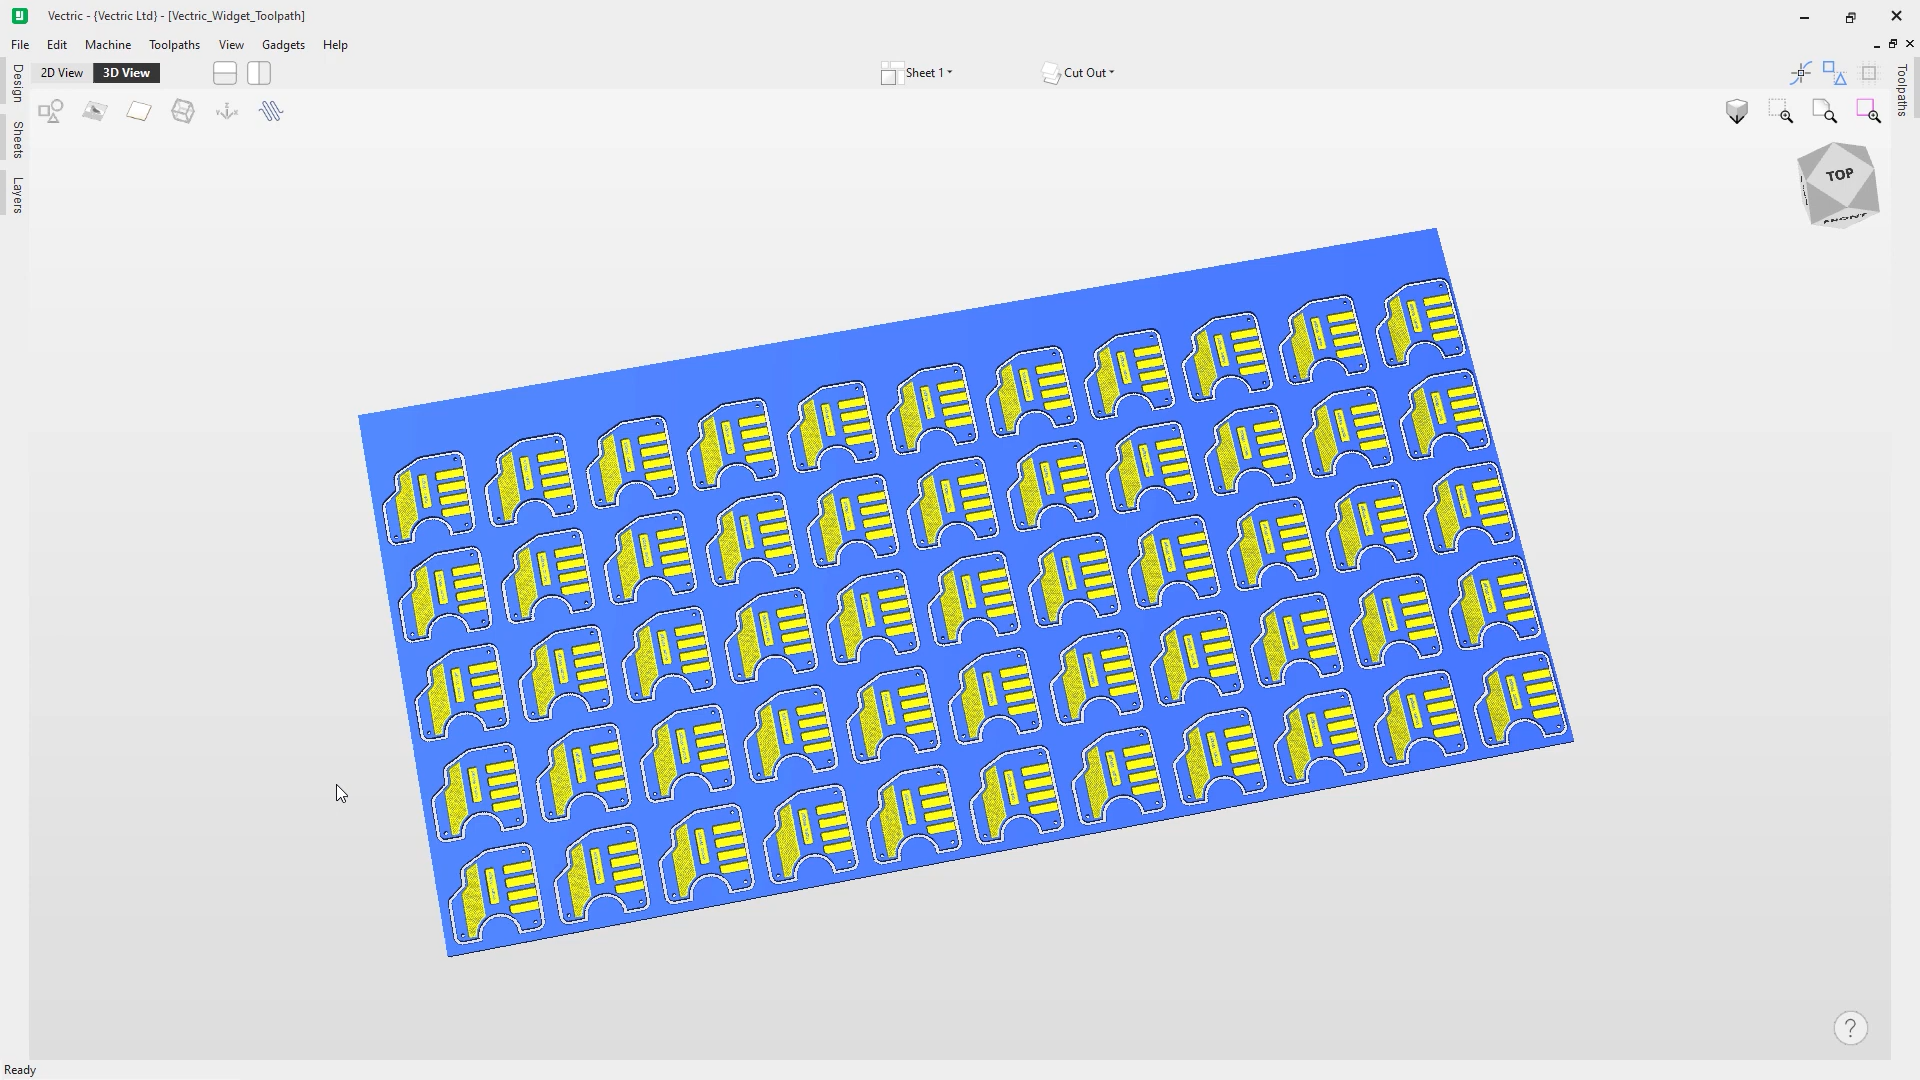 Vectric - {Vectric Ltd} - [Vectric_Widget_Toolpath]
File Edit Machine Toolpaths View Gadgets Help
2D View 3D View Sheet 1 Cut Out
Design
Sheets
Layers
Toolpaths
TOP
FRONT
?
Ready